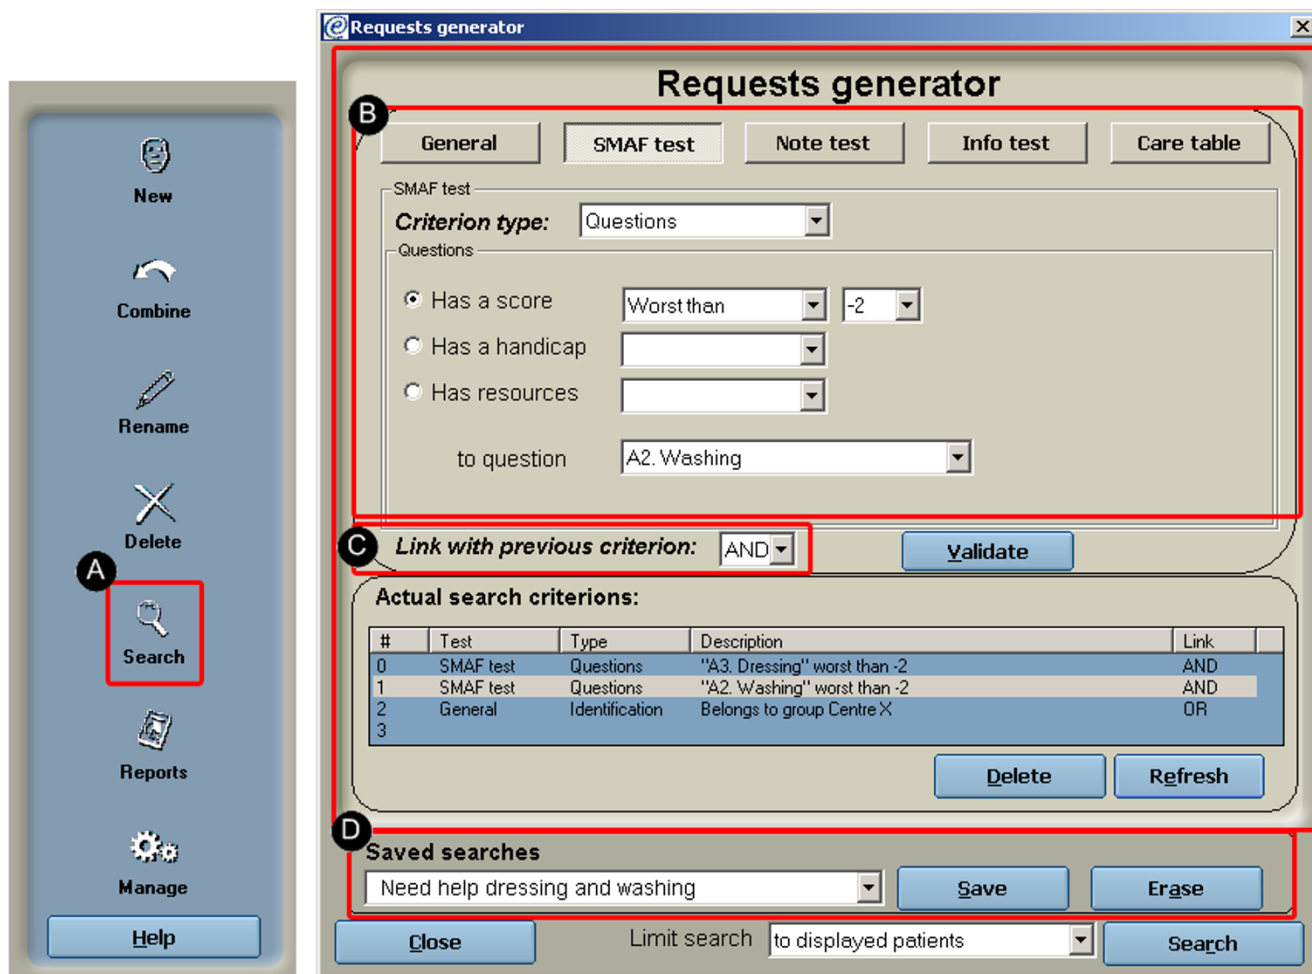 New
Combine
Rename
Delete
A
Search
Reports
Manage
Help
Requests generator
Requests generator
B
General SMAF test Note test Info test Care table
SMAF test
Criterion type: Questions
Questions
Has a score Worst than -2
Has a handicap
Has resources
to question A2. Washing
C Link with previous criterion: AND Validate
Actual search criterions:
# Test Type Description Link
0 SMAF test Questions "A3. Dressing" worst than -2 AND
1 SMAF test Questions "A2. Washing" worst than -2 AND
2 General Identification Belongs to group Centre X OR
3
Delete Refresh
D
Saved searches
Need help dressing and washing Save Erase
Close Limit search to displayed patients Search